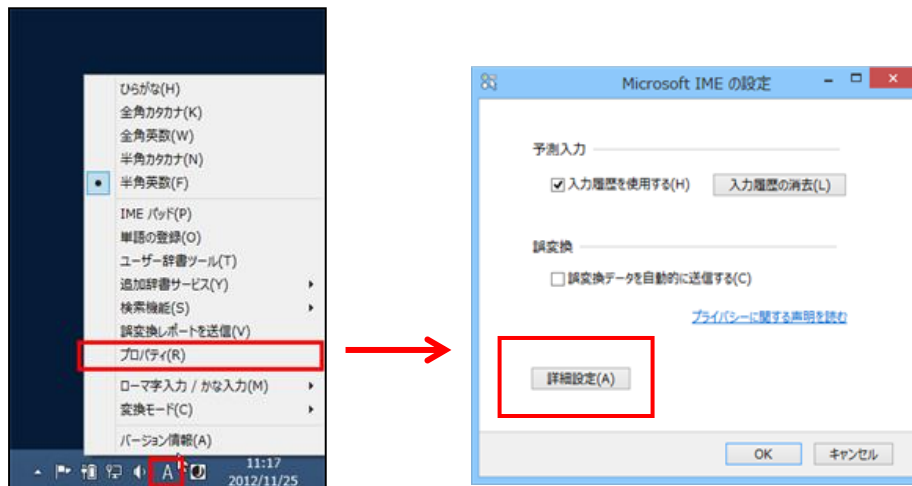 ひらがな(H)
全角カタカナ(K)
全角英数(W)
半角カタカナ(N)
半角英数(F)
IME パッド(P)
単語の登録(O)
ユーザー辞書ツール(T)
追加辞書サービス(Y)
検索機能(S)
誤変換レポートを送信(V)
プロパティ(R)
ローマ字入力 / かな入力(M)
変換モード(C)
バージョン情報(A)
A
11:17
2012/11/25
Microsoft IME の設定
予測入力
入力履歴を使用する(H)
入力履歴の消去(L)
誤変換
誤変換データを自動的に送信する(C)
プライバシーに関する声明を読む
詳細設定(A)
OK
キャンセル